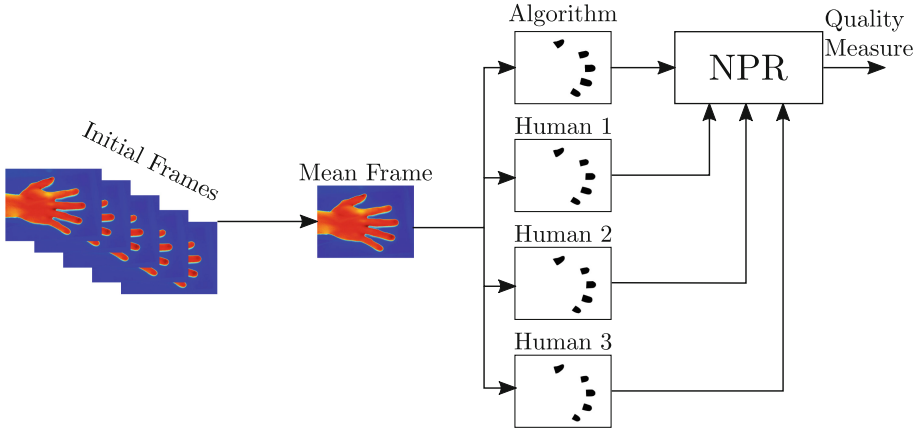 Initial Frames
Mean Frame
Algorithm
Human 1
Human 2
Human 3
NPR
Quality
Measure